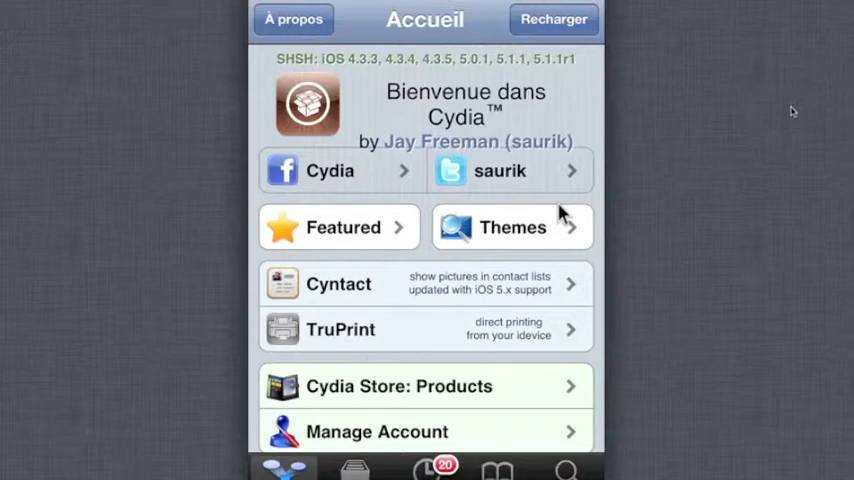 À propos
Accueil
Recharger
SHSH: iOS 4.3.3, 4.3.4, 4.3.5, 5.0.1, 5.1.1, 5.1.1r1
Bienvenue dans
Cydia™
by Jay Freeman (saurik)
Cydia
saurik
Featured
Themes
Cyntact
show pictures in contact lists
updated with iOS 5.x support
TruPrint
direct printing
from your idevice
Cydia Store: Products
Manage Account
20